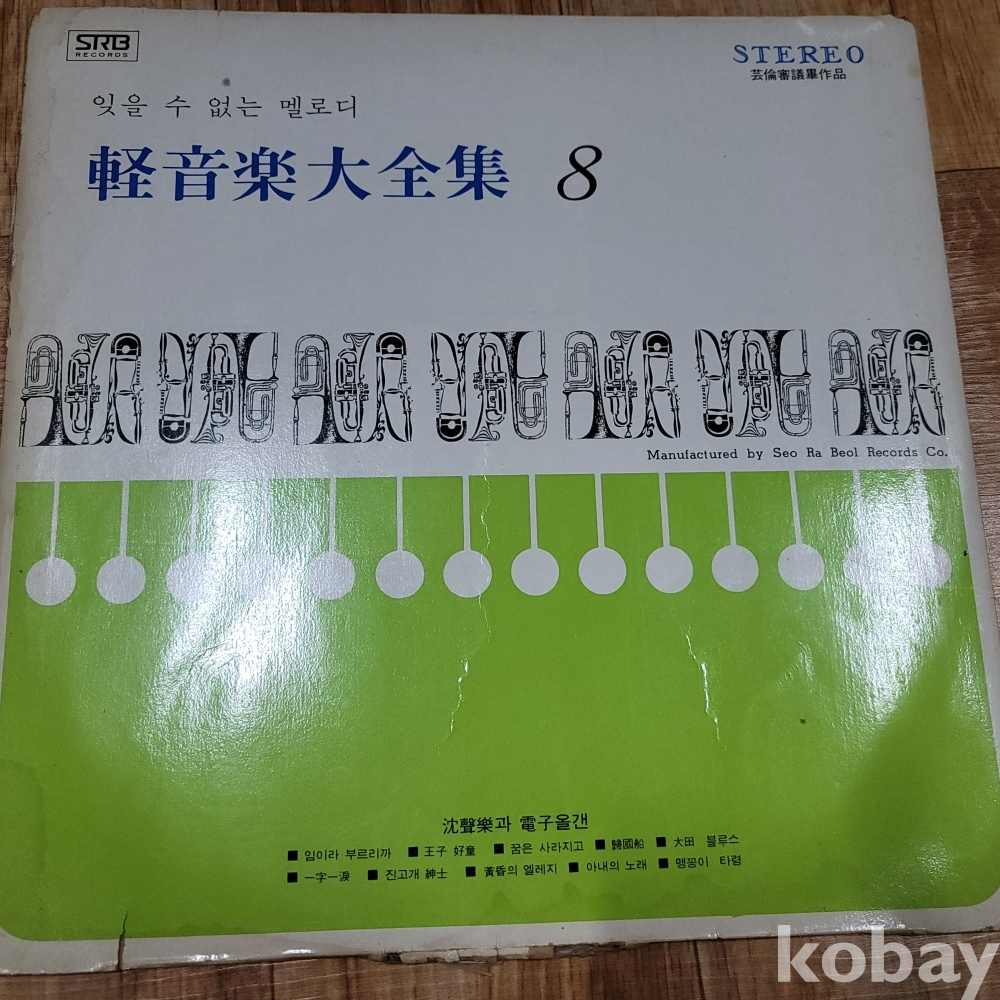 SRB
RECORDS
STEREO
芸倫審議畢作品
잊을 수 없는 멜로디
軽音楽大全集 8
Manufactured by Seo Ra Beol Records Co.
沈聲樂과 電子올갠
■ 임이라 부르리까 ■ 王子 好童 ■ 꿈은 사라지고 ■ 歸國船 ■ 大田 블루스
■ 一字一淚 ■ 진고개 紳士 ■ 黃昏의 엘레지 ■ 아내의 노래 ■ 맹꽁이 타령
kobay